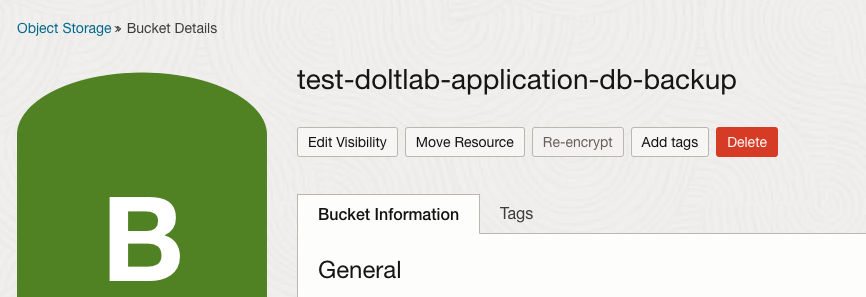 Object Storage » Bucket Details
test-doltlab-application-db-backup
Edit Visibility Move Resource Re-encrypt Add tags Delete
B
Bucket Information Tags
General